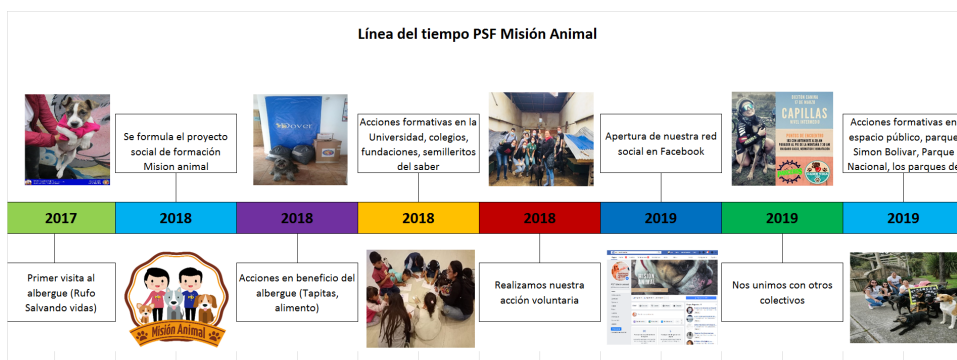 Línea del tiempo PSF Misión Animal
Se formula el proyecto
social de formación
Mision animal
Acciones formativas en la
Universidad, colegios,
fundaciones, semilleritos
del saber
Apertura de nuestra red
social en Facebook
CAPILLAS
Acciones formativas en
espacio público, parque
Simon Bolivar, Parque
Nacional, los parques de
2017
2018
2018
2018
2018
2019
2019
2019
Primer visita al
albergue (Rufo
Salvando vidas)
Misión Animal
Acciones en beneficio del
albergue (Tapitas,
alimento)
Realizamos nuestra
acción voluntaria
Nos unimos con otros
colectivos